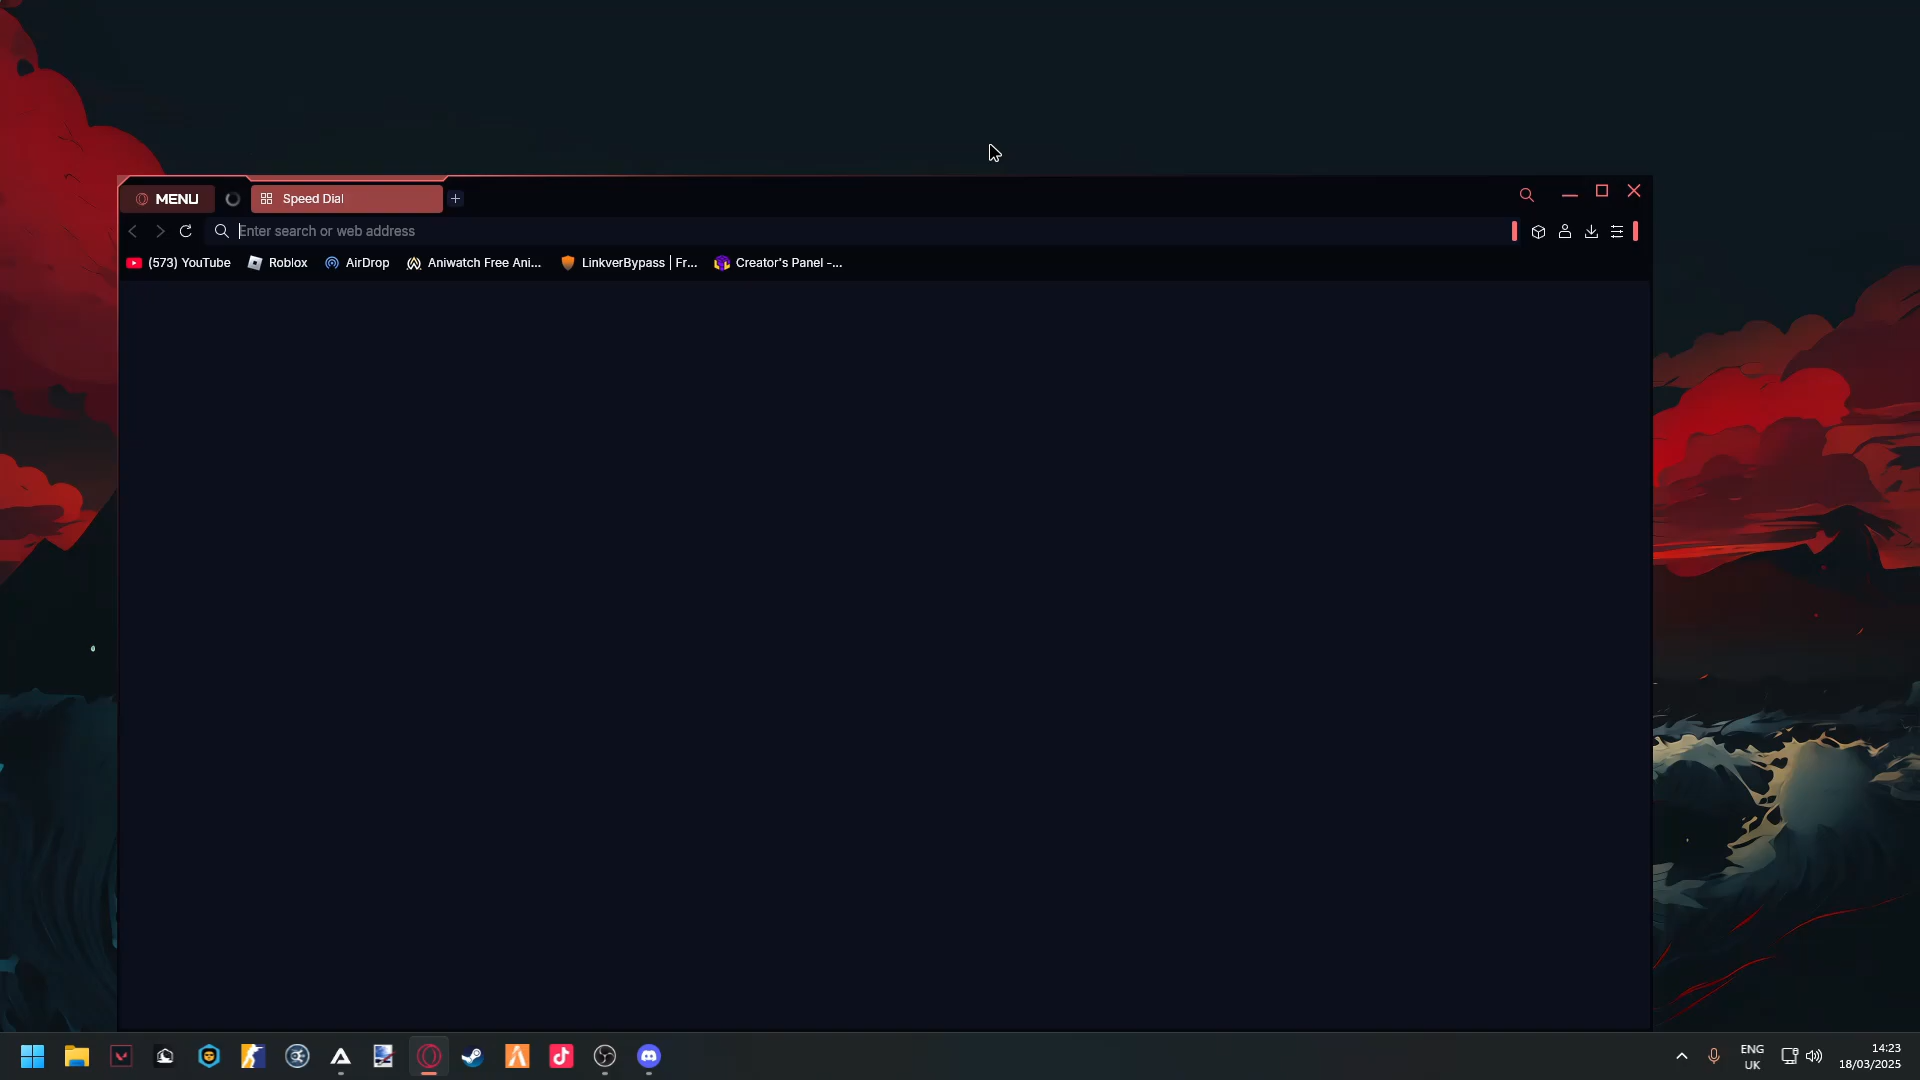 MENU
Speed Dial
Enter search or web address
(573) YouTube
Roblox
AirDrop
Aniwatch Free Ani...
LinkverBypass | Fr...
Creator's Panel -...
ENG
UK
14:23
18/03/2025